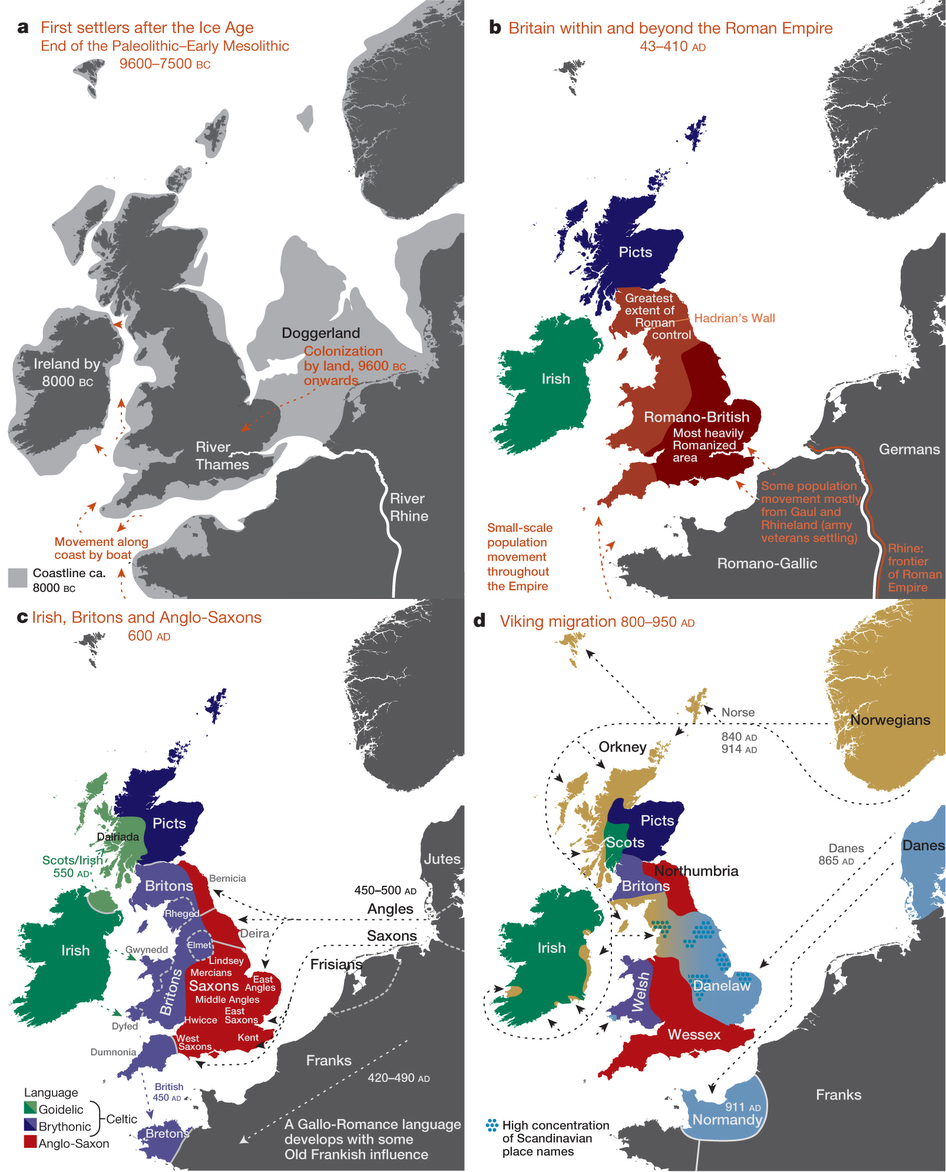 a First settlers after the Ice Age
End of the Paleolithic–Early Mesolithic
9600–7500 BC
Doggerland
Colonization
by land, 9600 BC
onwards
Ireland by
8000 BC
River
Thames
River
Rhine
Movement along
coast by boat
Coastline ca.
8000 BC
b Britain within and beyond the Roman Empire
43–410 AD
Picts
Greatest
extent of
Roman
control
Hadrian's Wall
Irish
Romano-British
Most heavily
Romanized
area
Germans
Some population
movement mostly
from Gaul and
Rhineland (army
veterans settling)
Small-scale
population
movement
throughout
the Empire
Romano-Gallic
Rhine:
frontier
of Roman
Empire
c Irish, Britons and Anglo-Saxons
600 AD
Picts
Dalriada
Scots/Irish
550 AD
Jutes
Britons
Bernicia
450–500 AD
Angles
Rheged
Deira
Saxons
Irish
Gwynedd
Elmet
Lindsey
Frisians
Mercians
Saxons
East
Angles
Britons
Middle Angles
East
Saxons
Hwicce
Dyfed
West
Saxons
Kent
Dumnonia
Franks
420–490 AD
British
450 AD
Language
Goidelic
Brythonic
Celtic
Anglo-Saxon
Bretons
A Gallo-Romance language
develops with some
Old Frankish influence
d Viking migration 800–950 AD
Norse
840 AD
914 AD
Norwegians
Orkney
Picts
Scots
Danes
865 AD
Danes
Northumbria
Britons
Irish
Welsh
Danelaw
Wessex
Franks
911 AD
Normandy
High concentration
of Scandinavian
place names